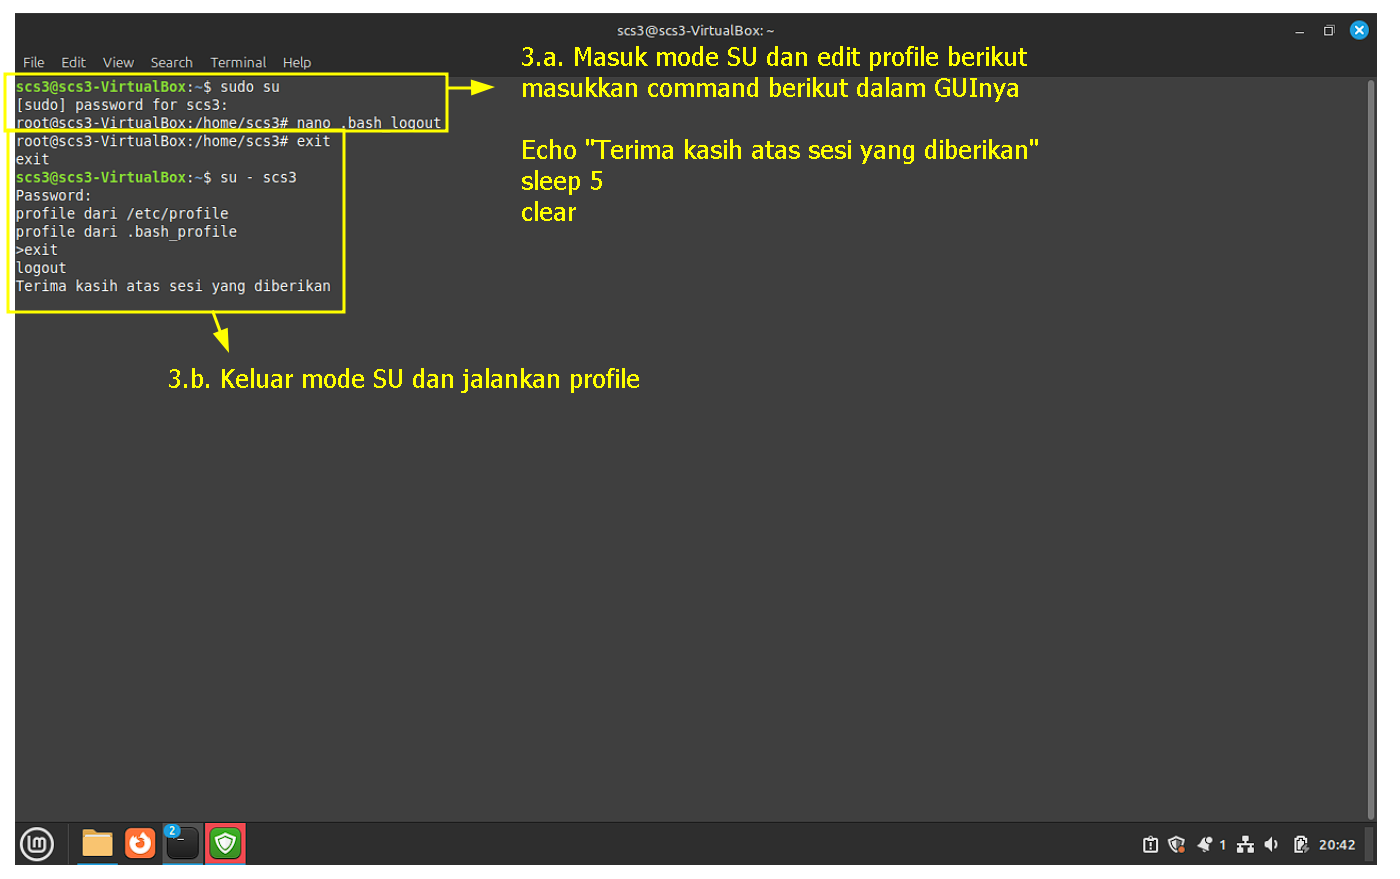 scs3@scs3-VirtualBox: ~
File Edit View Search Terminal Help
3.a. Masuk mode SU dan edit profile berikut
masukkan command berikut dalam GUInya
Echo "Terima kasih atas sesi yang diberikan"
sleep 5
clear
scs3@scs3-VirtualBox:~$ sudo su
[sudo] password for scs3:
root@scs3-VirtualBox:/home/scs3# nano .bash_logout
root@scs3-VirtualBox:/home/scs3# exit
exit
scs3@scs3-VirtualBox:~$ su - scs3
Password:
profile dari /etc/profile
profile dari .bash_profile
>exit
logout
Terima kasih atas sesi yang diberikan
3.b. Keluar mode SU dan jalankan profile
2
1
20:42